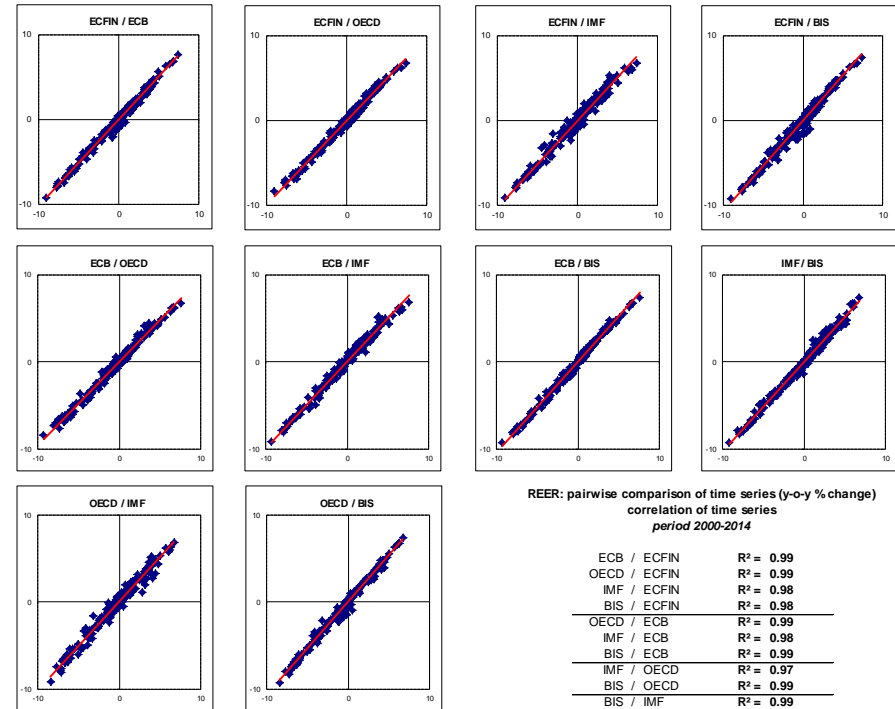 ECFIN / ECB
10
0
-10
-10
0
10
ECFIN / OECD
10
0
-10
-10
0
10
ECFIN / IMF
10
0
-10
-10
0
10
ECFIN / BIS
10
0
-10
-10
0
10
ECB / OECD
10
0
-10
-10
0
10
ECB / IMF
10
0
-10
-10
0
10
ECB / BIS
10
0
-10
-10
0
10
IMF / BIS
10
0
-10
-10
0
10
OECD / IMF
10
0
-10
-10
0
10
OECD / BIS
10
0
-10
-10
0
10
REER: pairwise comparison of time series (y-o-y % change)
correlation of time series
period 2000-2014
ECB / ECFIN R² = 0.99
OECD / ECFIN R² = 0.99
IMF / ECFIN R² = 0.98
BIS / ECFIN R² = 0.98
OECD / ECB R² = 0.99
IMF / ECB R² = 0.98
BIS / ECB R² = 0.99
IMF / OECD R² = 0.97
BIS / OECD R² = 0.99
BIS / IMF R² = 0.99